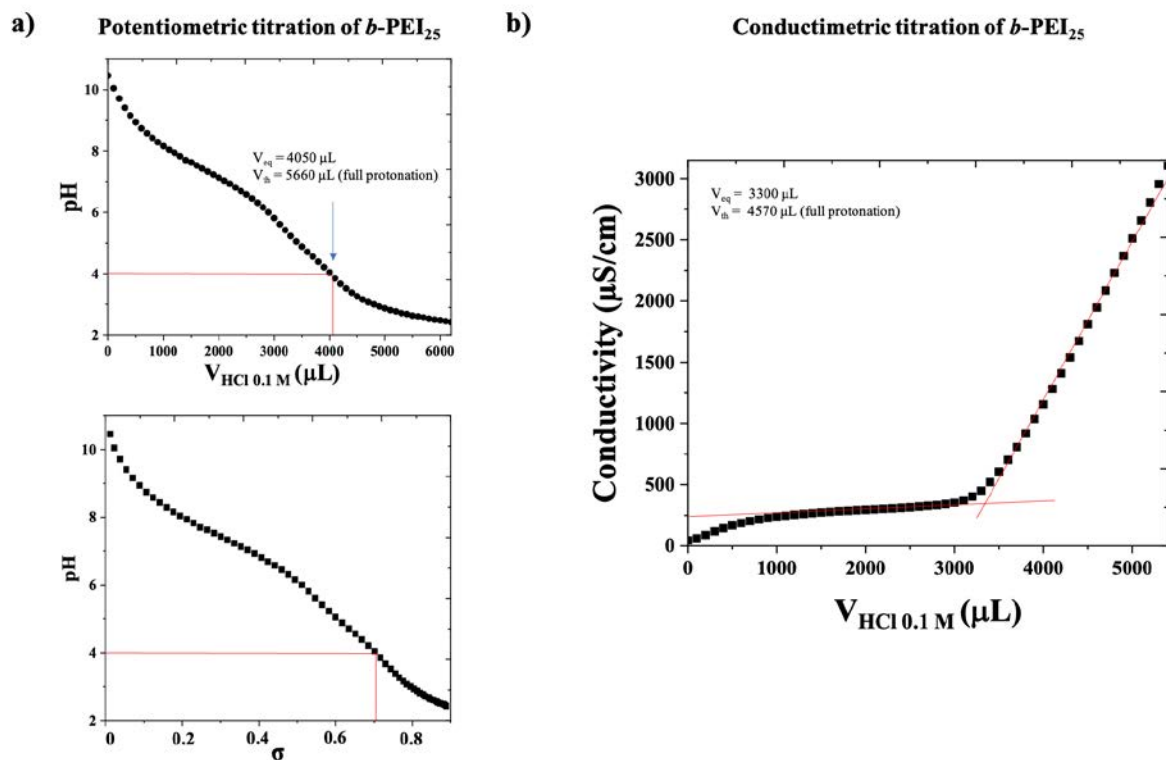 a)
Potentiometric titration of b-PEI₂₅
10
8
6
4
2
pH
V_eq = 4050 µL
V_th = 5660 µL (full protonation)
0 1000 2000 3000 4000 5000 6000
V_HCl 0.1 M (µL)
10
8
6
4
2
pH
0 0.2 0.4 0.6 0.8
σ
b)
Conductimetric titration of b-PEI₂₅
3000
2500
2000
1500
1000
500
0
Conductivity (µS/cm)
V_eq = 3300 µL
V_th = 4570 µL (full protonation)
0 1000 2000 3000 4000 5000
V_HCl 0.1 M (µL)